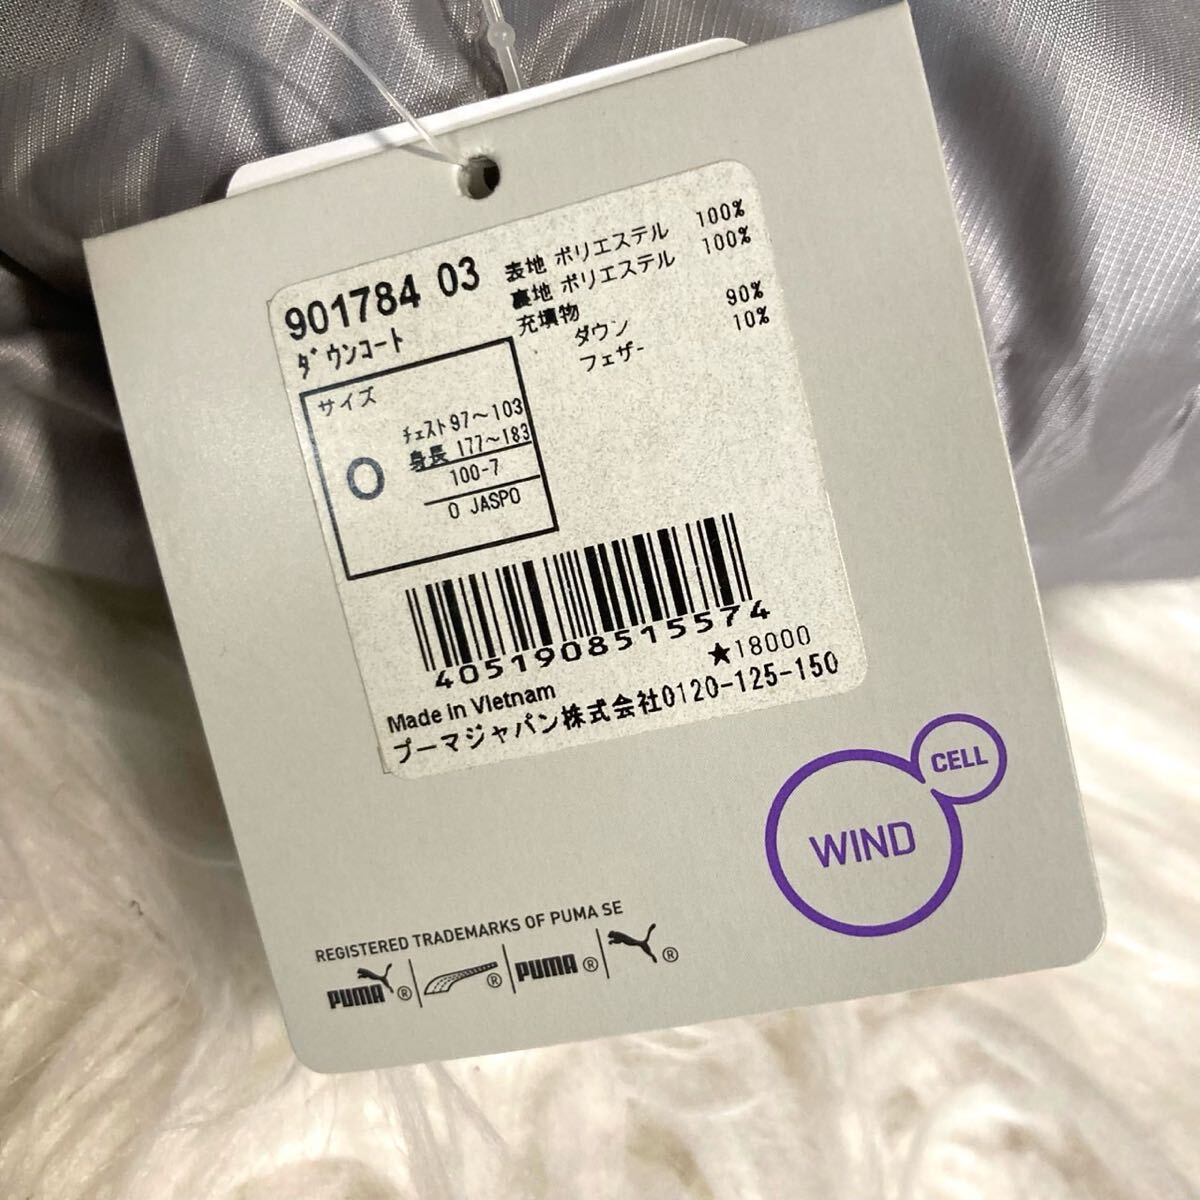 901784 03
ダウンコート
表地 ポリエステル 100%
裏地 ポリエステル 100%
充填物
ダウン 90%
フェザー 10%
サイズ
O
チェスト97～103
身長 177～183
100-7
O JASPO
4051908515574
★18000
Made in Vietnam
プーマジャパン株式会社0120-125-150
CELL
WIND
REGISTERED TRADEMARKS OF PUMA SE
PUMA® ® PUMA® ®